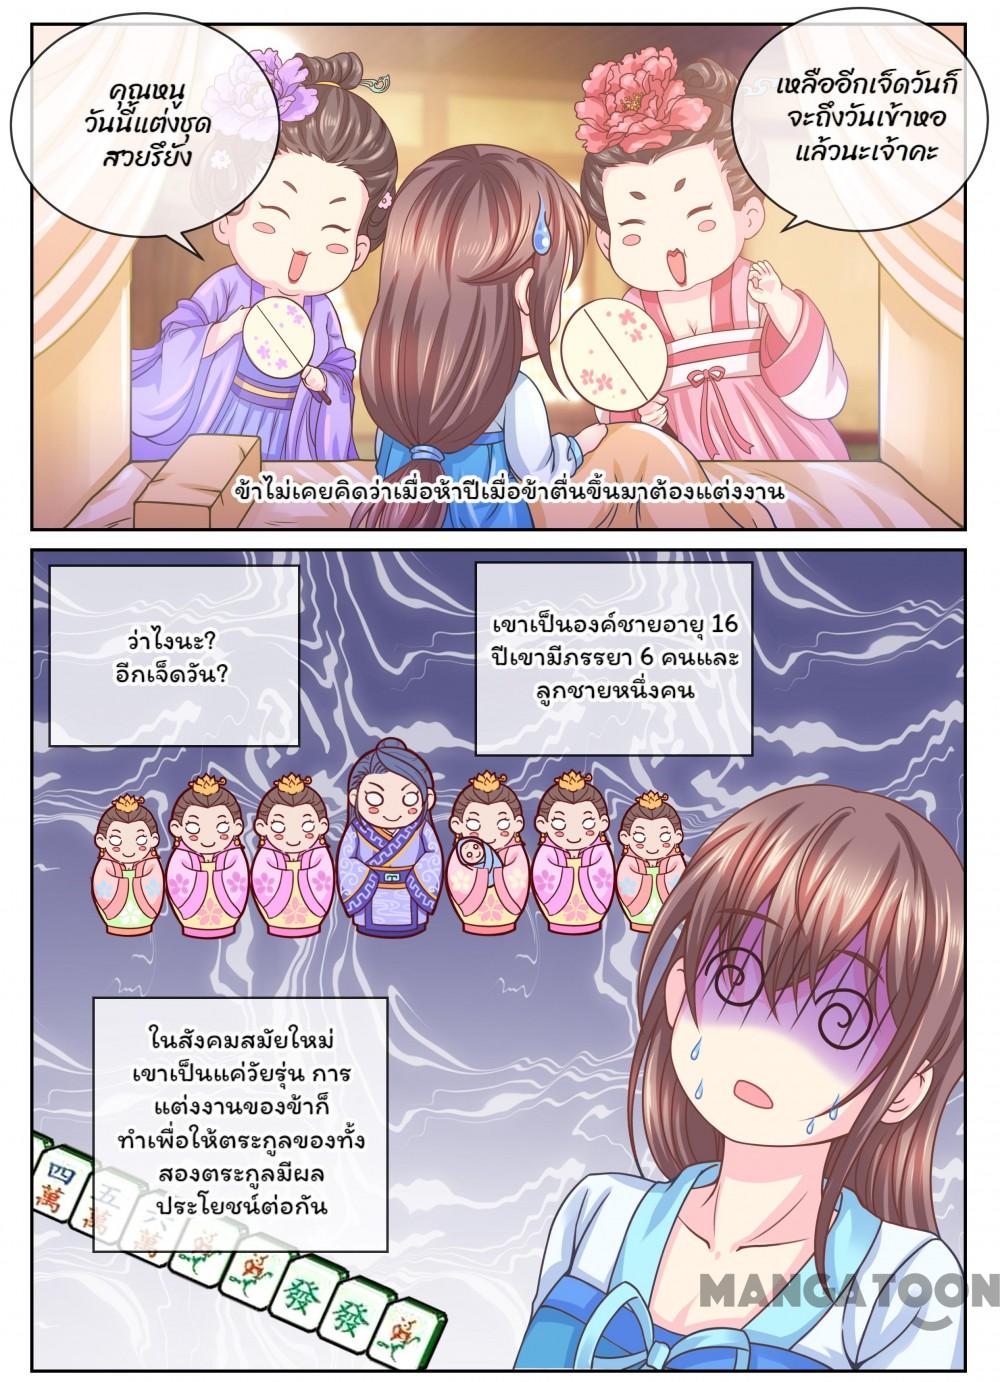 คุณหนู
วันนี้แต่งชุด
สวยรึยัง
เหลืออีกเจ็ดวันก็
จะถึงวันเข้าหอ
แล้วนะเจ้าคะ
ข้าไม่เคยคิดว่าเมื่อห้าปีเมื่อข้าตื่นขึ้นมาต้องแต่งงาน
ว่าไงนะ?
อีกเจ็ดวัน?
เขาเป็นองค์ชายอายุ 16
ปีเขามีภรรยา 6 คนและ
ลูกชายหนึ่งคน
ในสังคมสมัยใหม่
เขาเป็นแค่วัยรุ่น การ
แต่งงานของข้าก็
ทำเพื่อให้ตระกูลของทั้ง
สองตระกูลมีผล
ประโยชน์ต่อกัน
四萬
五萬
六萬
發
發
MANGATOON